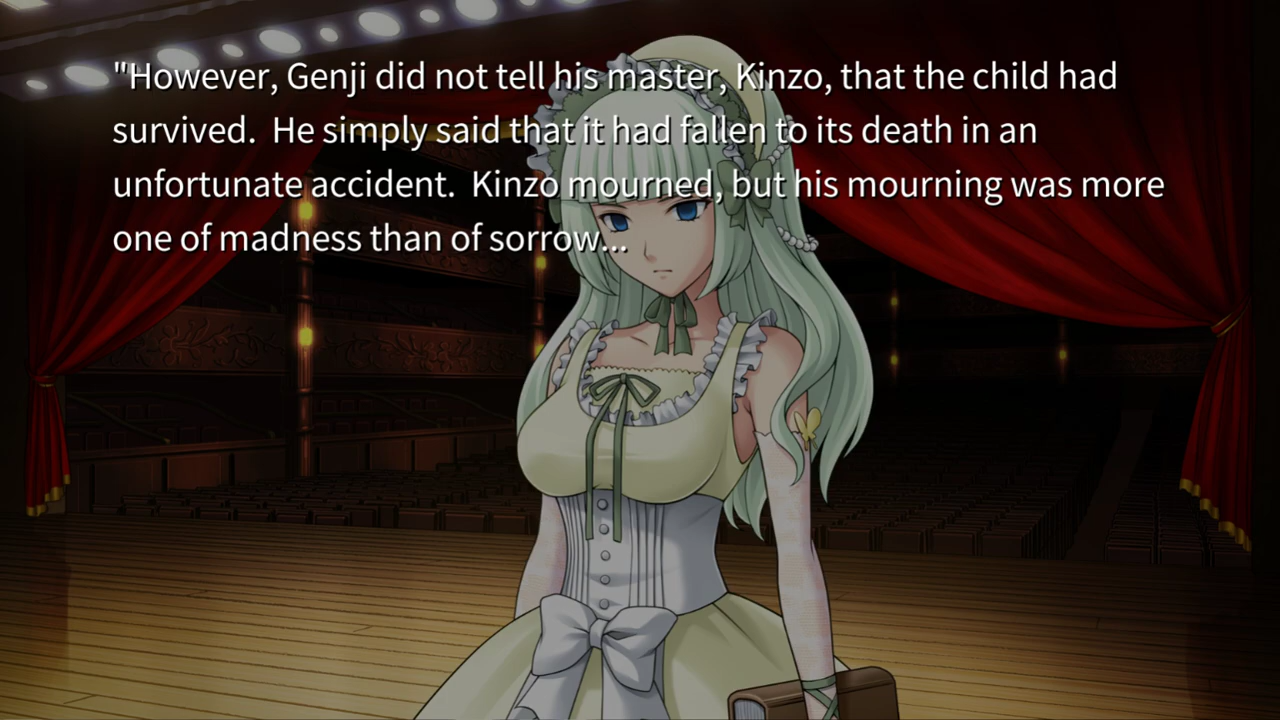 "However, Genji did not tell his master, Kinzo, that the child had
survived.  He simply said that it had fallen to its death in an
unfortunate accident.  Kinzo mourned, but his mourning was more
one of madness than of sorrow...